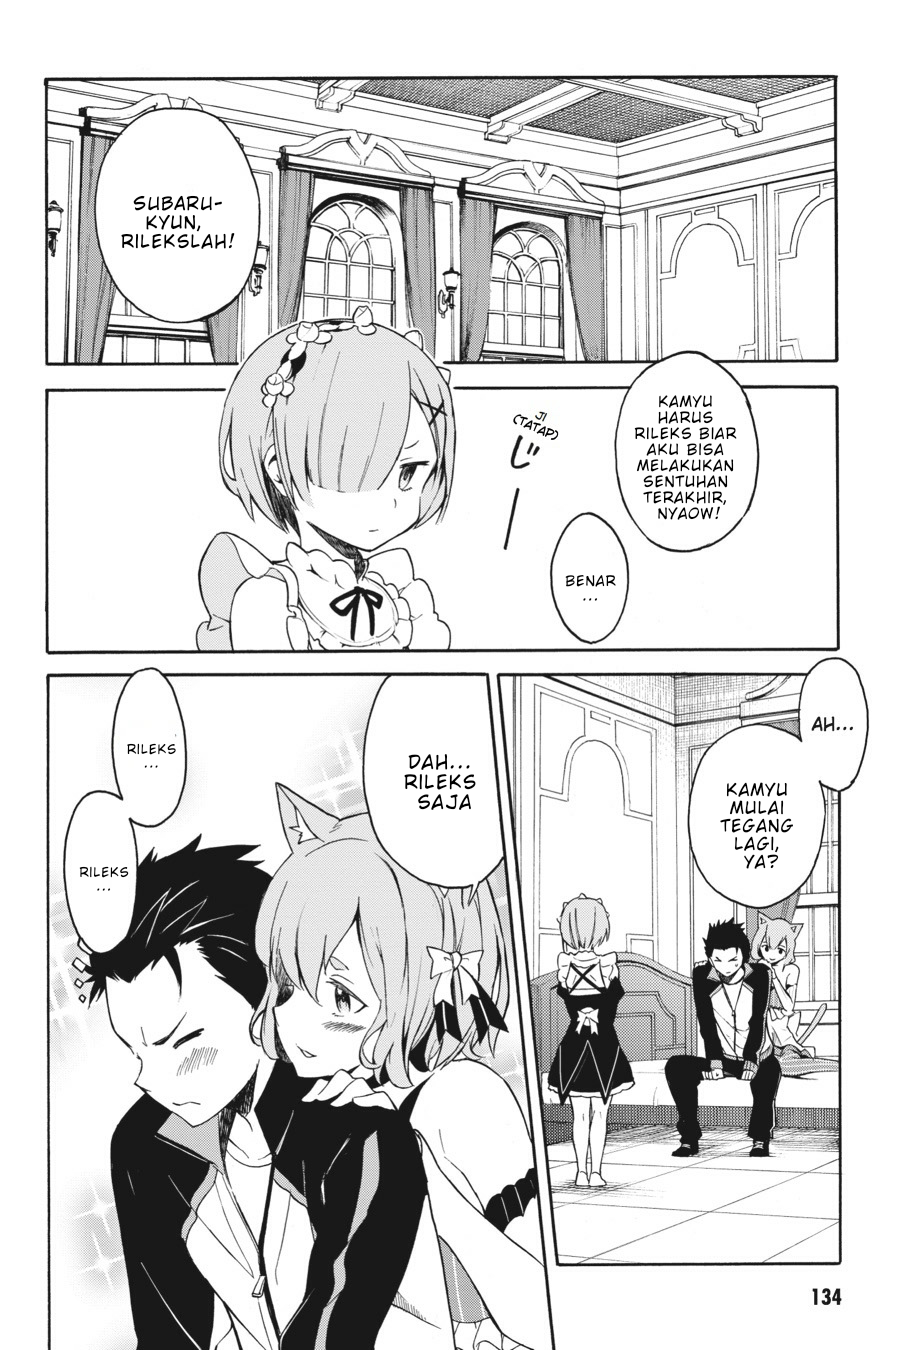 SUBARU-
KYUN,
RILEKSLAH!
KAMYU
HARUS
RILEKS BIAR
AKU BISA
MELAKUKAN
SENTUHAN
TERAKHIR,
NYAOW!
BENAR
...
JI
(TATAP)
じー
AH...
KAMYU
MULAI
TEGANG
LAGI,
YA?
DAH...
RILEKS
SAJA
RILEKS
...
RILEKS
...
134